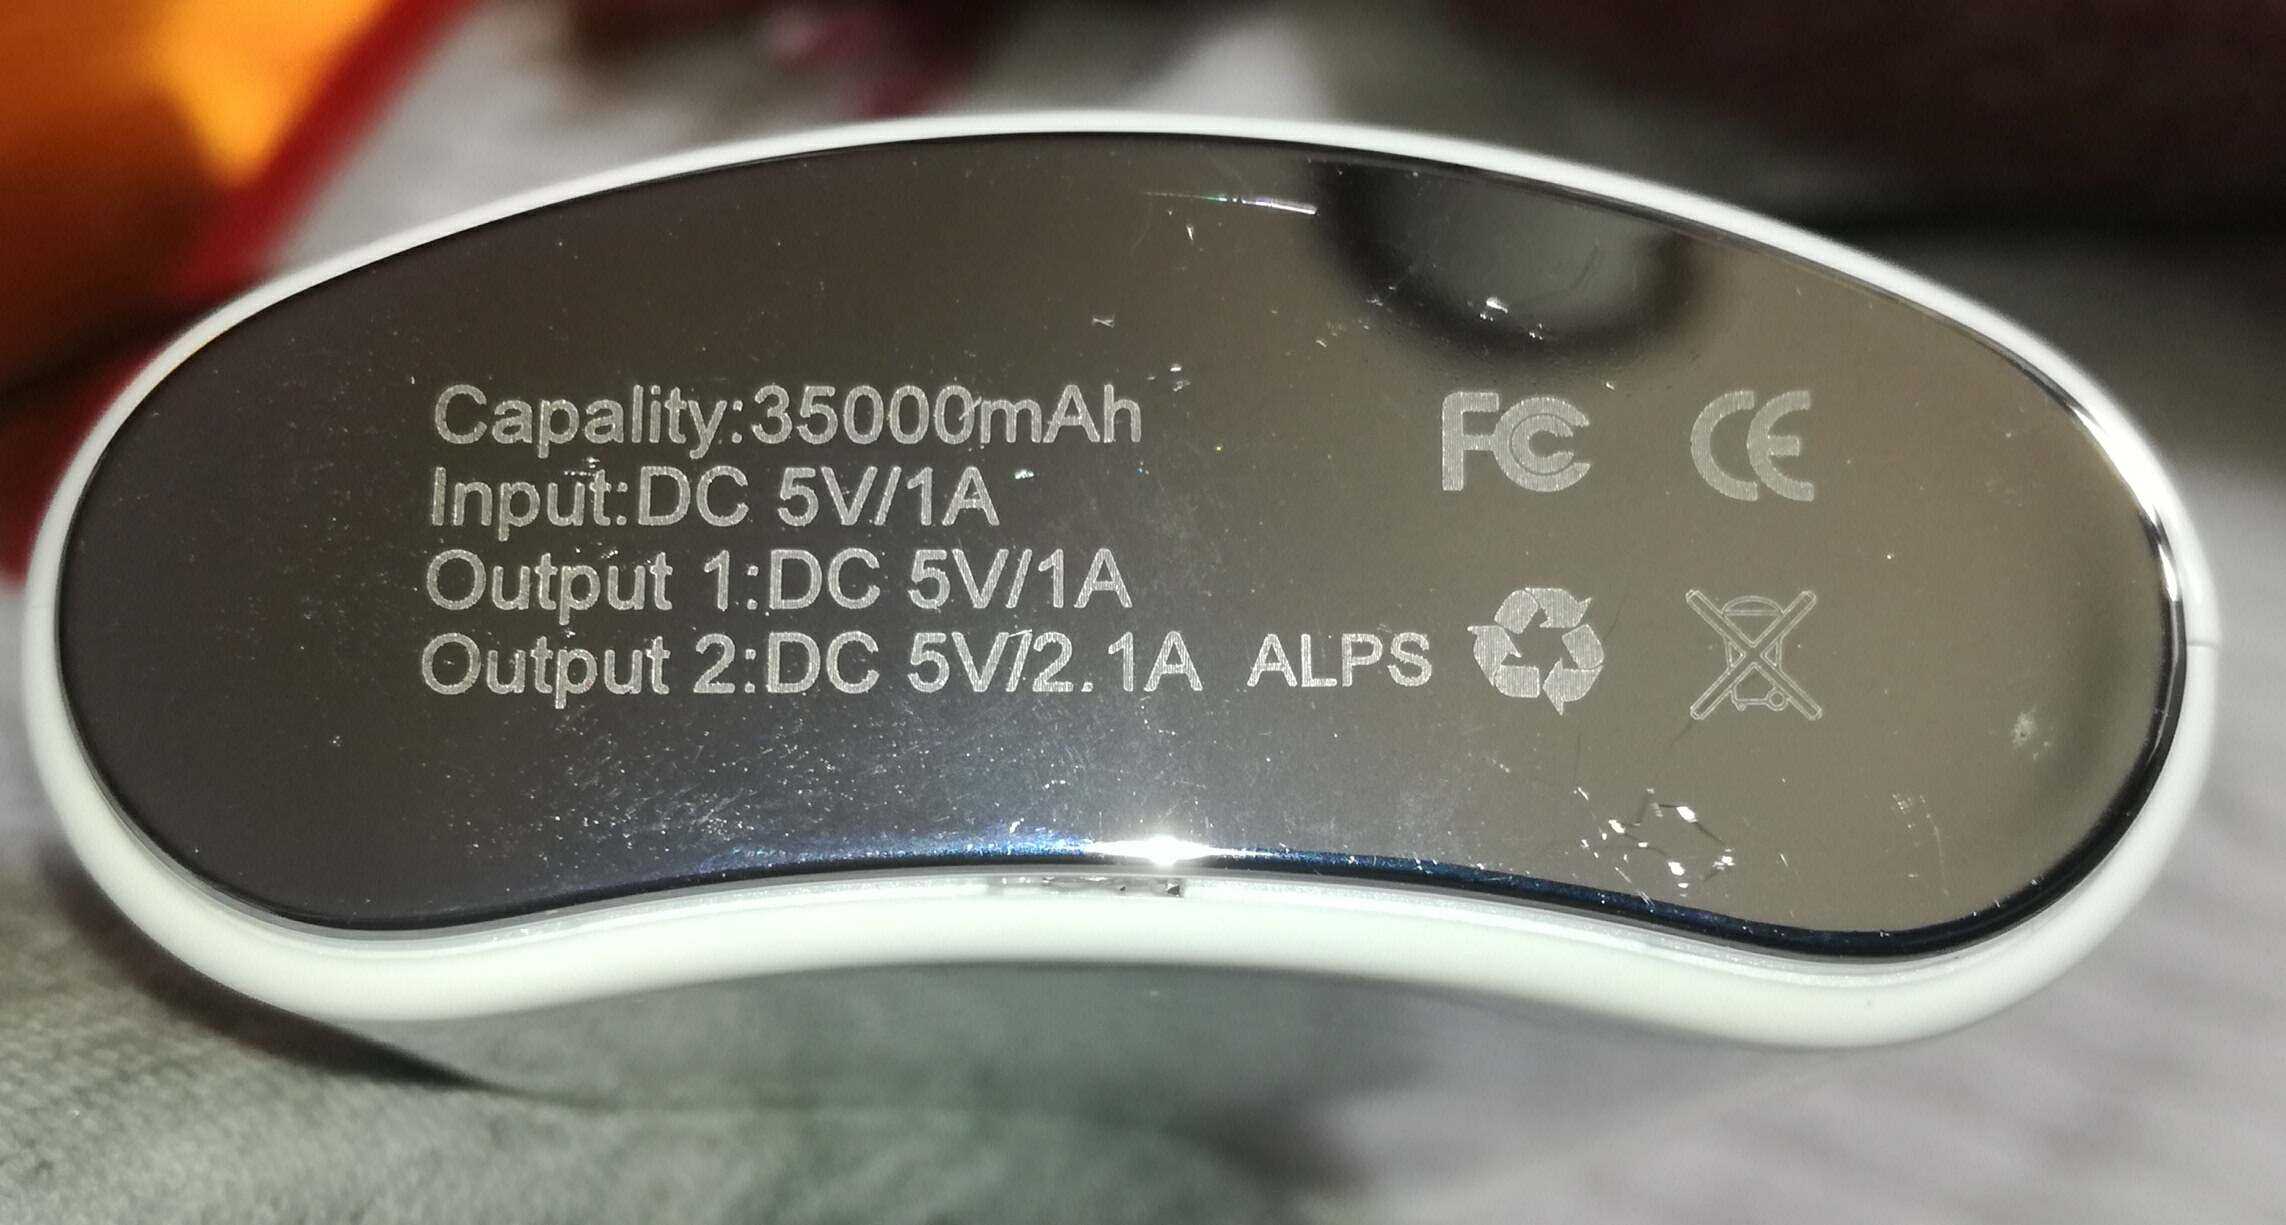 Capality:35000mAh
Input:DC 5V/1A
Output 1:DC 5V/1A
Output 2:DC 5V/2.1A ALPS
FC CE